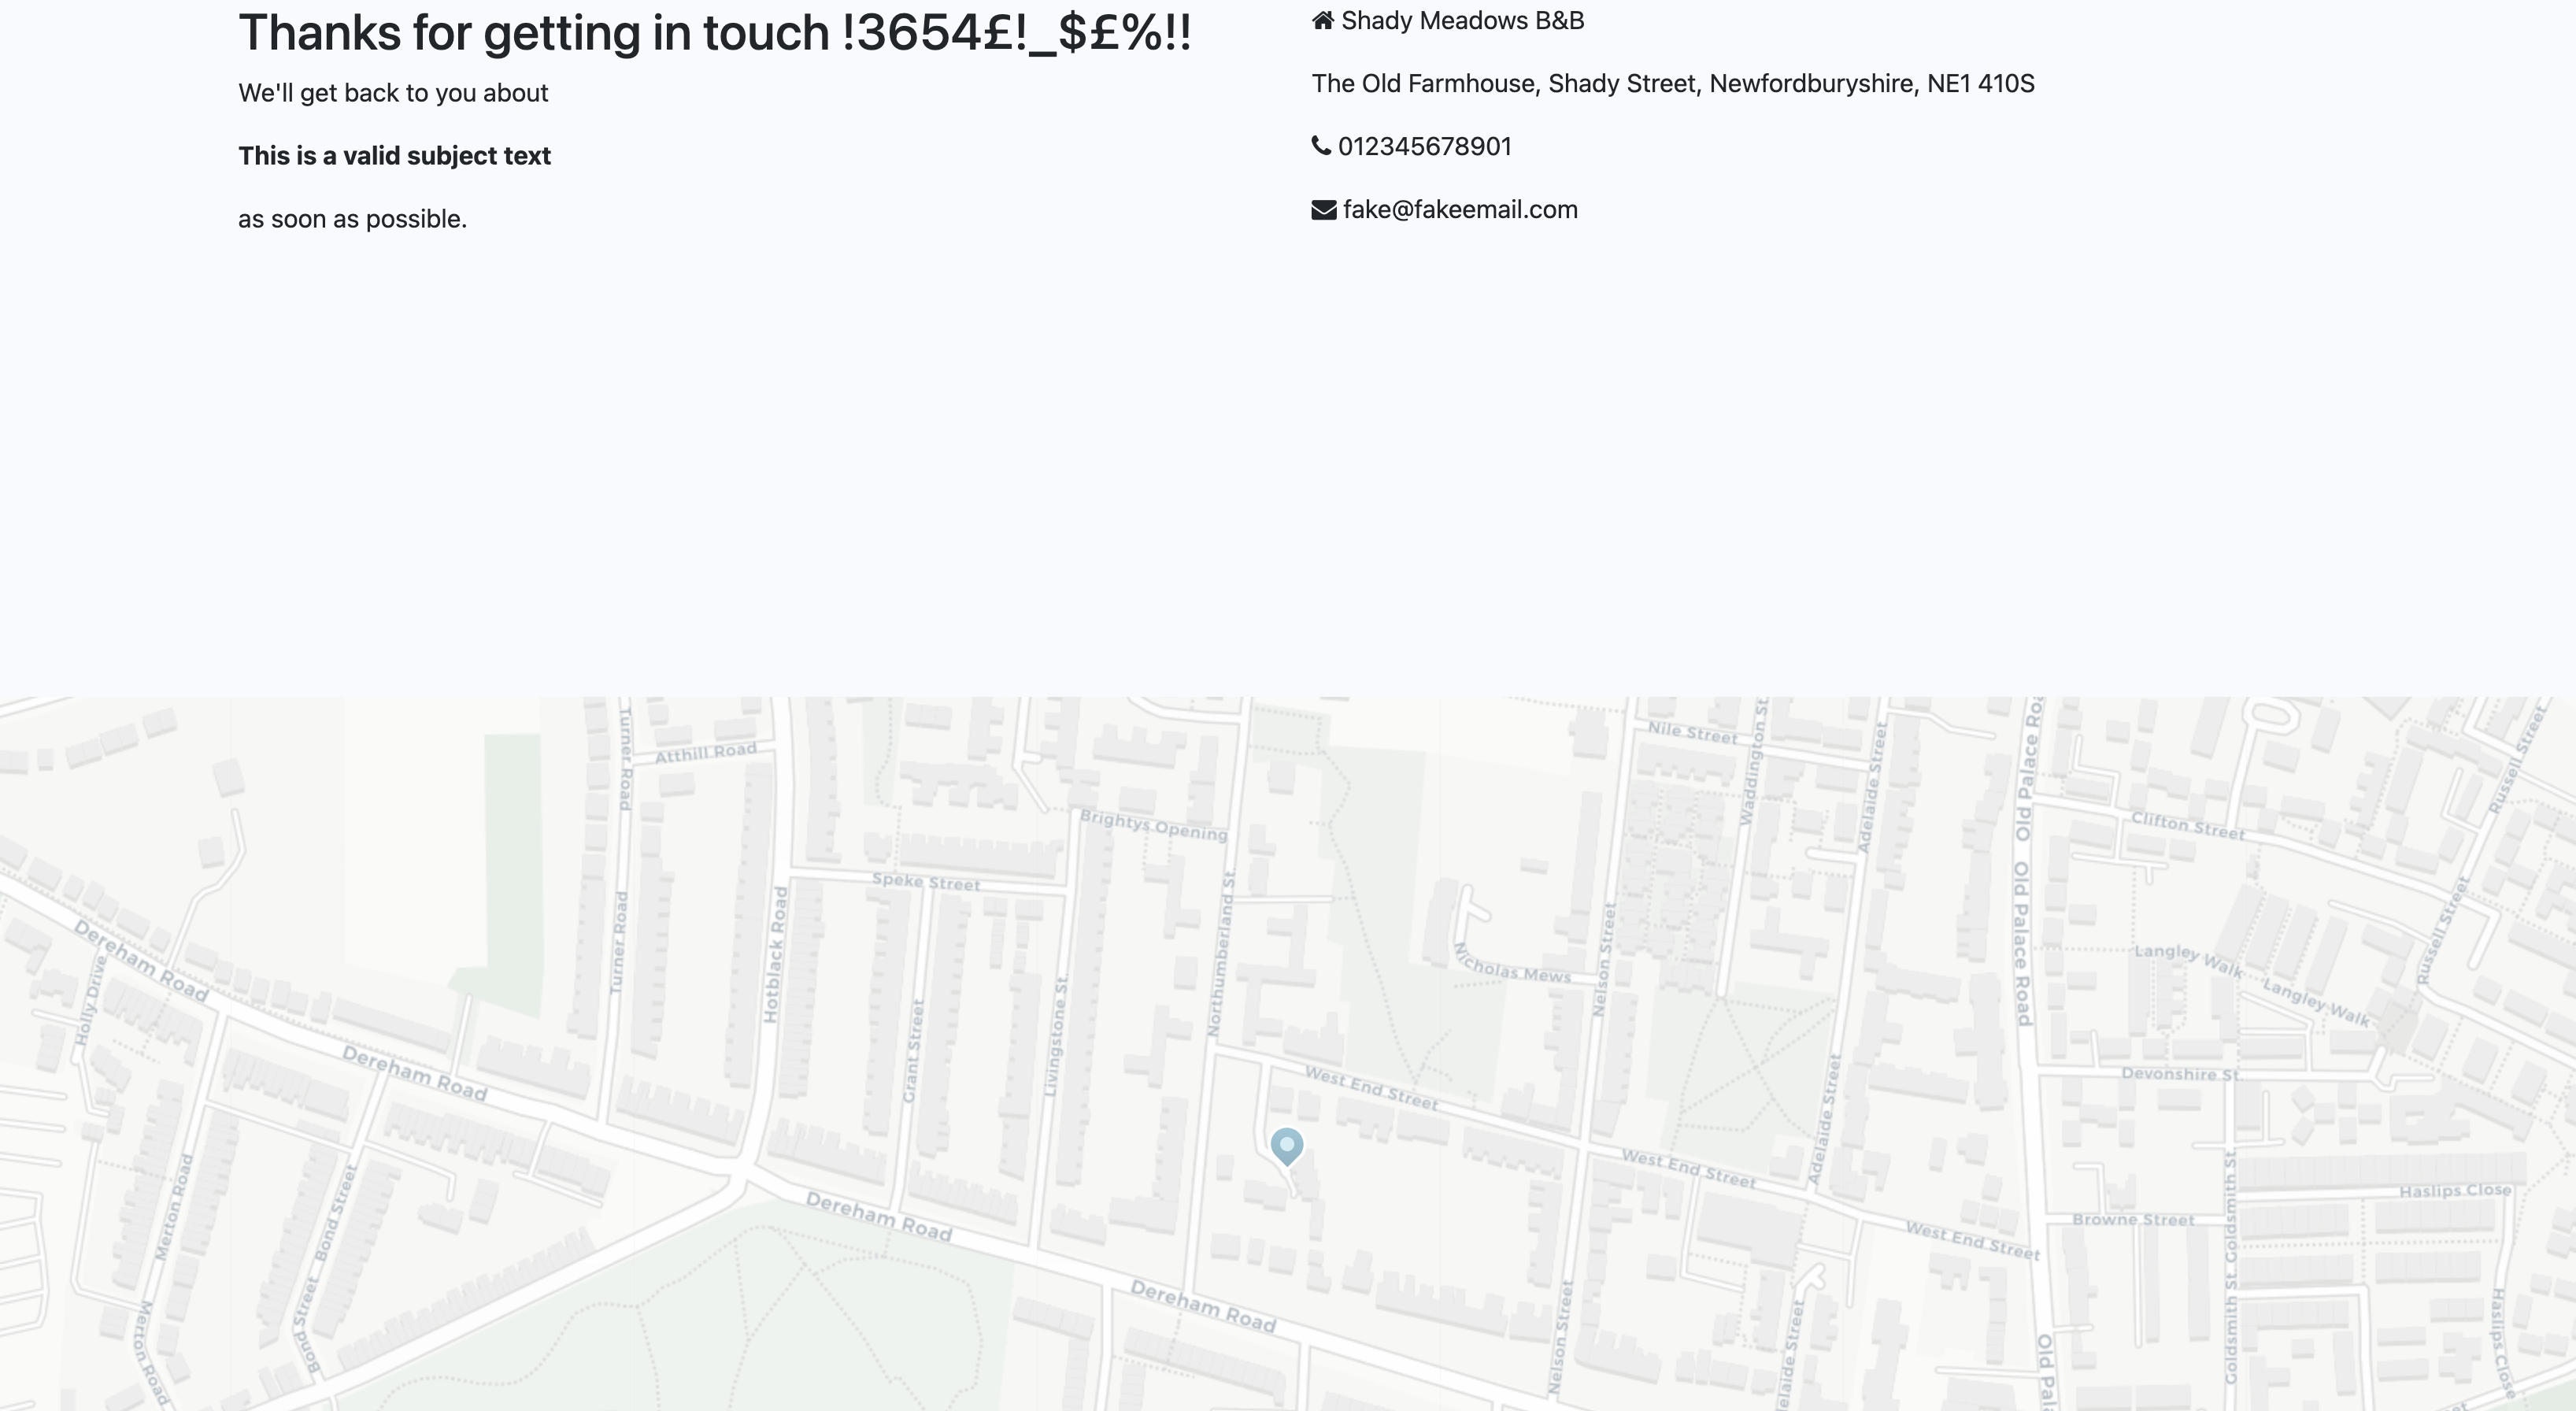 Thanks for getting in touch !3654£!_$£%!!
We'll get back to you about
This is a valid subject text
as soon as possible.
Shady Meadows B&B
The Old Farmhouse, Shady Street, Newfordburyshire, NE1 410S
012345678901
fake@fakeemail.com
Turner Road
Atthill Road
Nile Street
Waddington St.
Adelaide Street
Old Palace Roa
Russell Street
Brightys Opening
Clifton Street
Speke Street
Turner Road
Hotblack Road
Northumberland St.
Nelson Street
Old Palace Road
Russell Street
Dereham Road
Holly Drive
Nicholas Mews
Langley Walk
Langley Walk
Grant Street
Livingstone St.
Dereham Road
West End Street
Adelaide Street
Devonshire St.
Merton Road
Bond Street
West End Street
Goldsmith St.
Haslips Close
Dereham Road
Browne Street
West End Street
Dereham Road
Merton Road
Bond Street
Nelson Street
elaide Street
Old Pal
Goldsmith St.
Haslips Close